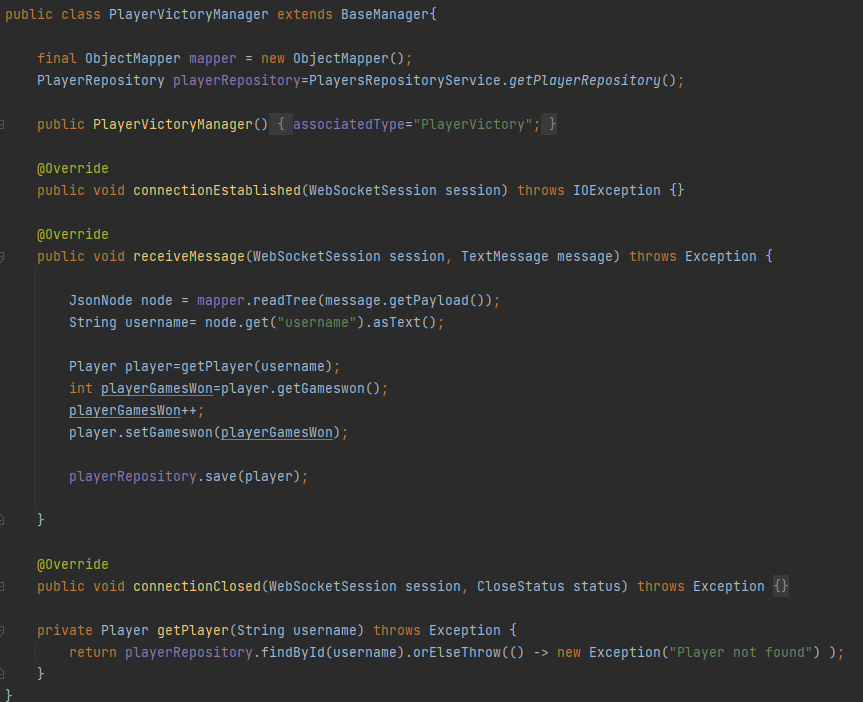 public class PlayerVictoryManager extends BaseManager{
final ObjectMapper mapper = new ObjectMapper();
PlayerRepository playerRepository=PlayersRepositoryService.getPlayerRepository();
public PlayerVictoryManager() { associatedType="PlayerVictory"; }
@Override
public void connectionEstablished(WebSocketSession session) throws IOException {}
@Override
public void receiveMessage(WebSocketSession session, TextMessage message) throws Exception {
JsonNode node = mapper.readTree(message.getPayload());
String username= node.get("username").asText();
Player player=getPlayer(username);
int playerGamesWon=player.getGameswon();
playerGamesWon++;
player.setGameswon(playerGamesWon);
playerRepository.save(player);
}
@Override
public void connectionClosed(WebSocketSession session, CloseStatus status) throws Exception {}
private Player getPlayer(String username) throws Exception {
return playerRepository.findById(username).orElseThrow(() -> new Exception("Player not found") );
}
}